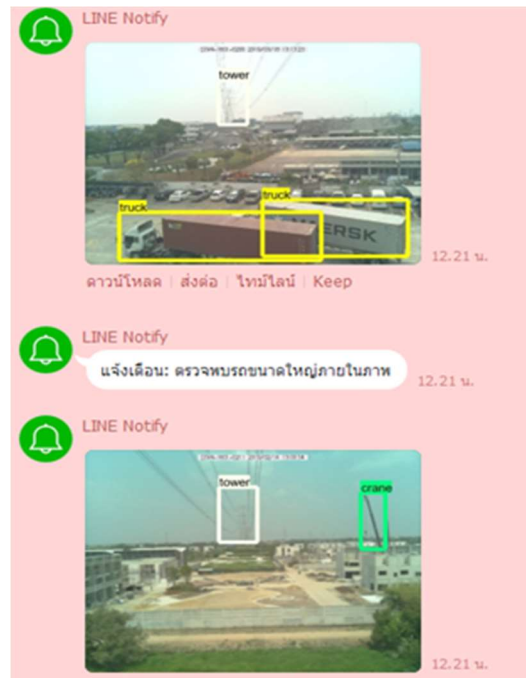 LINE Notify
tower
truck
truck
ERSK
12.21 น.
ดาวน์โหลด | ส่งต่อ | ไทม์ไลน์ | Keep
LINE Notify
แจ้งเตือน: ตรวจพบรถขนาดใหญ่ภายในภาพ
12.21 น.
LINE Notify
tower
crane
12.21 น.